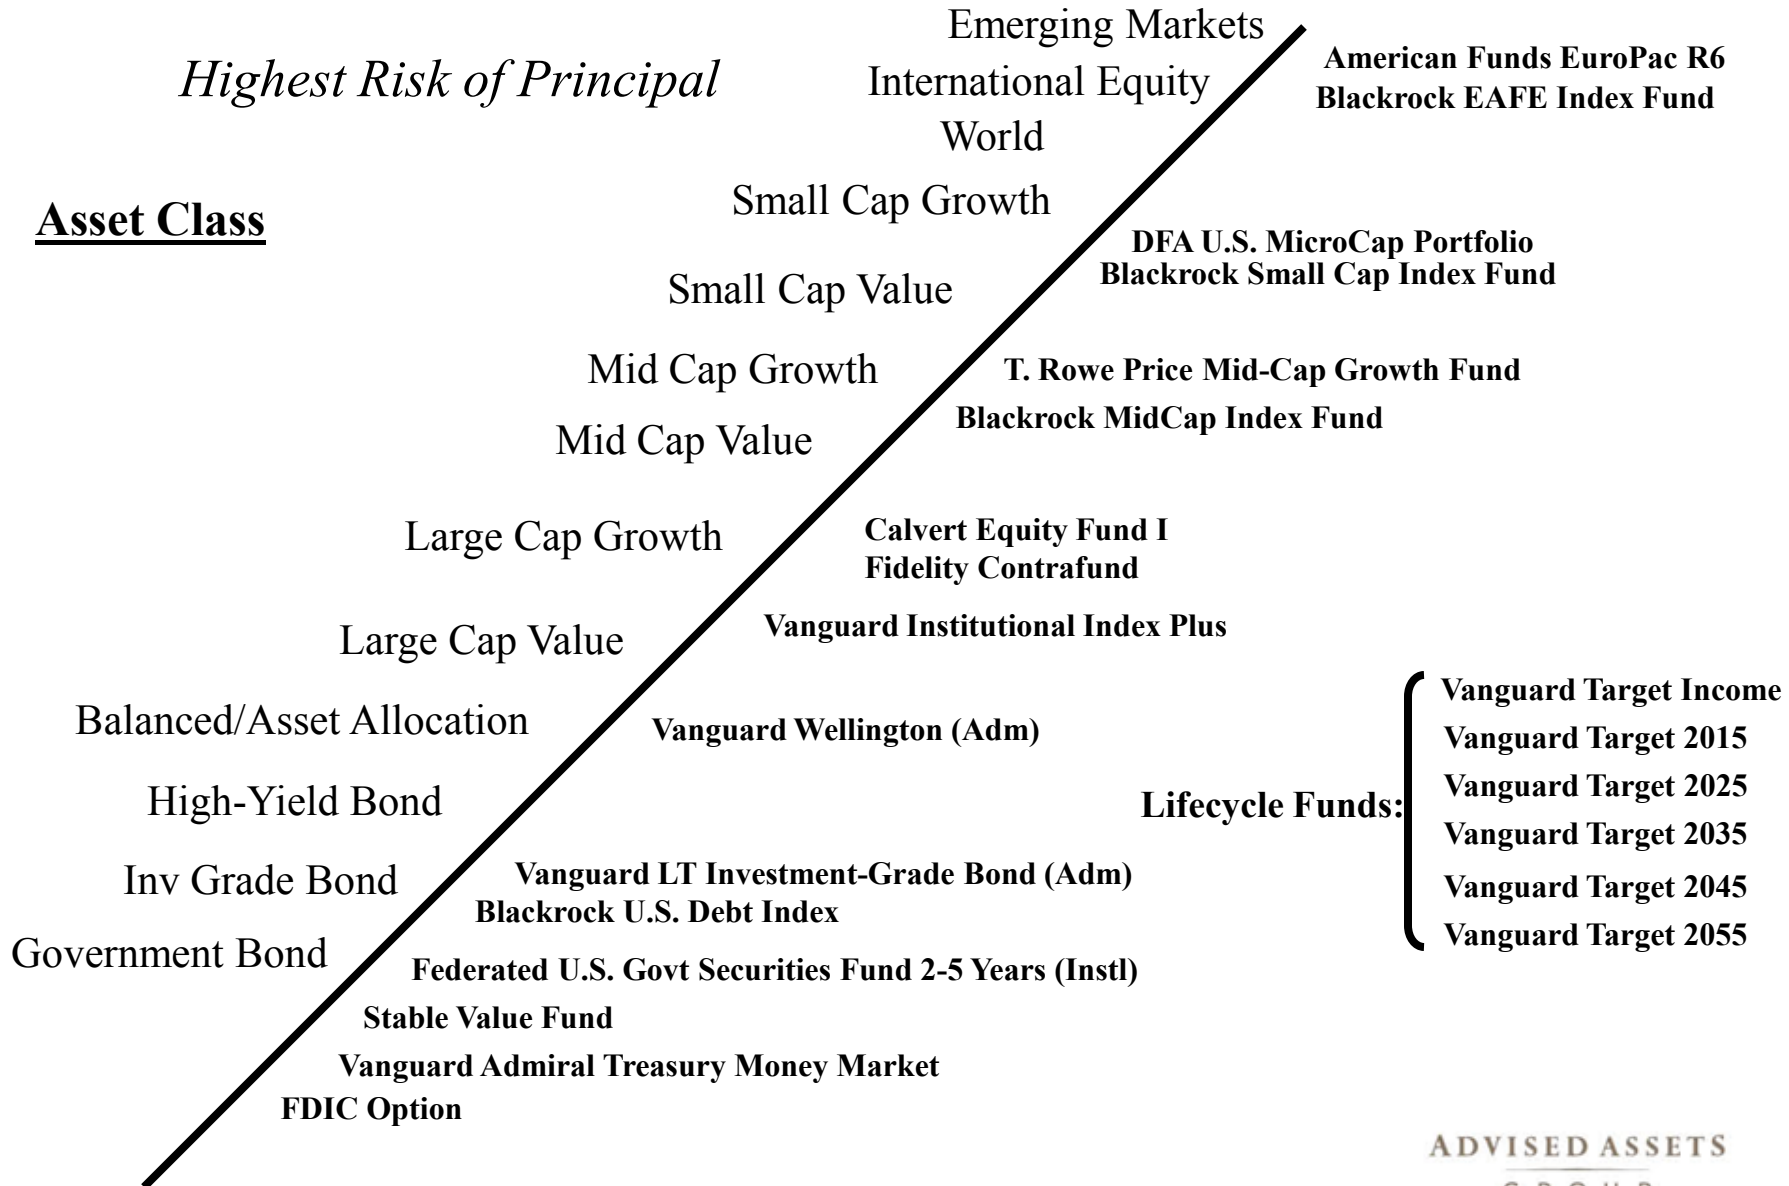 Emerging Markets
Highest Risk of Principal
International Equity
American Funds EuroPac R6
Blackrock EAFE Index Fund
World
Small Cap Growth
Asset Class
DFA U.S. MicroCap Portfolio
Blackrock Small Cap Index Fund
Small Cap Value
Mid Cap Growth
T. Rowe Price Mid-Cap Growth Fund
Blackrock MidCap Index Fund
Mid Cap Value
Large Cap Growth
Calvert Equity Fund I
Fidelity Contrafund
Large Cap Value
Vanguard Institutional Index Plus
Balanced/Asset Allocation
Vanguard Wellington (Adm)
High-Yield Bond
Lifecycle Funds:
Vanguard Target Income
Vanguard Target 2015
Vanguard Target 2025
Vanguard Target 2035
Vanguard Target 2045
Vanguard Target 2055
Inv Grade Bond
Vanguard LT Investment-Grade Bond (Adm)
Blackrock U.S. Debt Index
Government Bond
Federated U.S. Govt Securities Fund 2-5 Years (Instl)
Stable Value Fund
Vanguard Admiral Treasury Money Market
FDIC Option
ADVISED ASSETS
GROUP